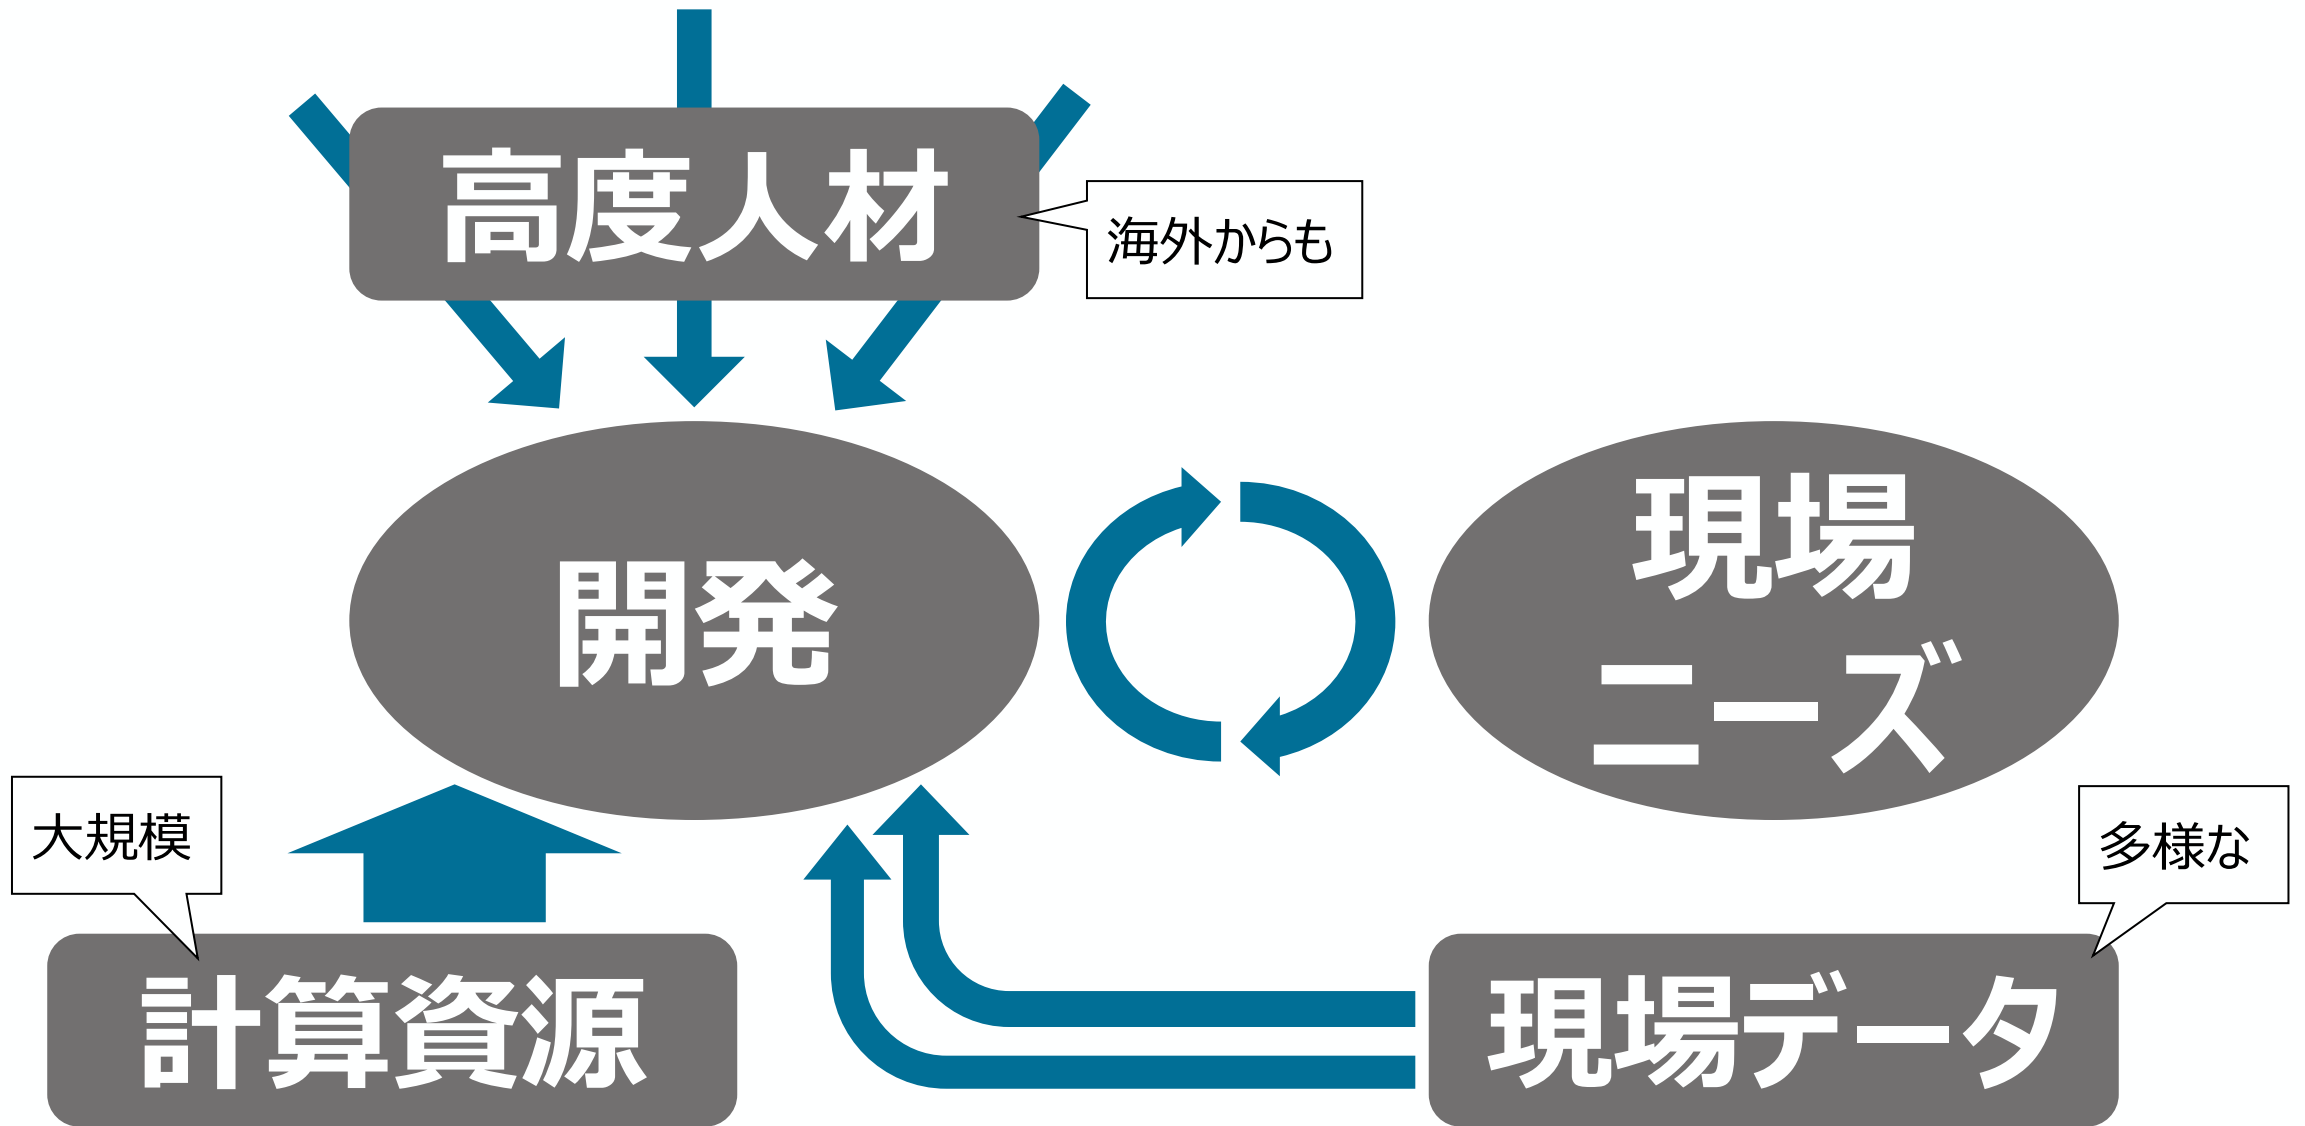 高度人材
海外からも
開発
現場
ニーズ
大規模
多様な
計算資源
現場データ